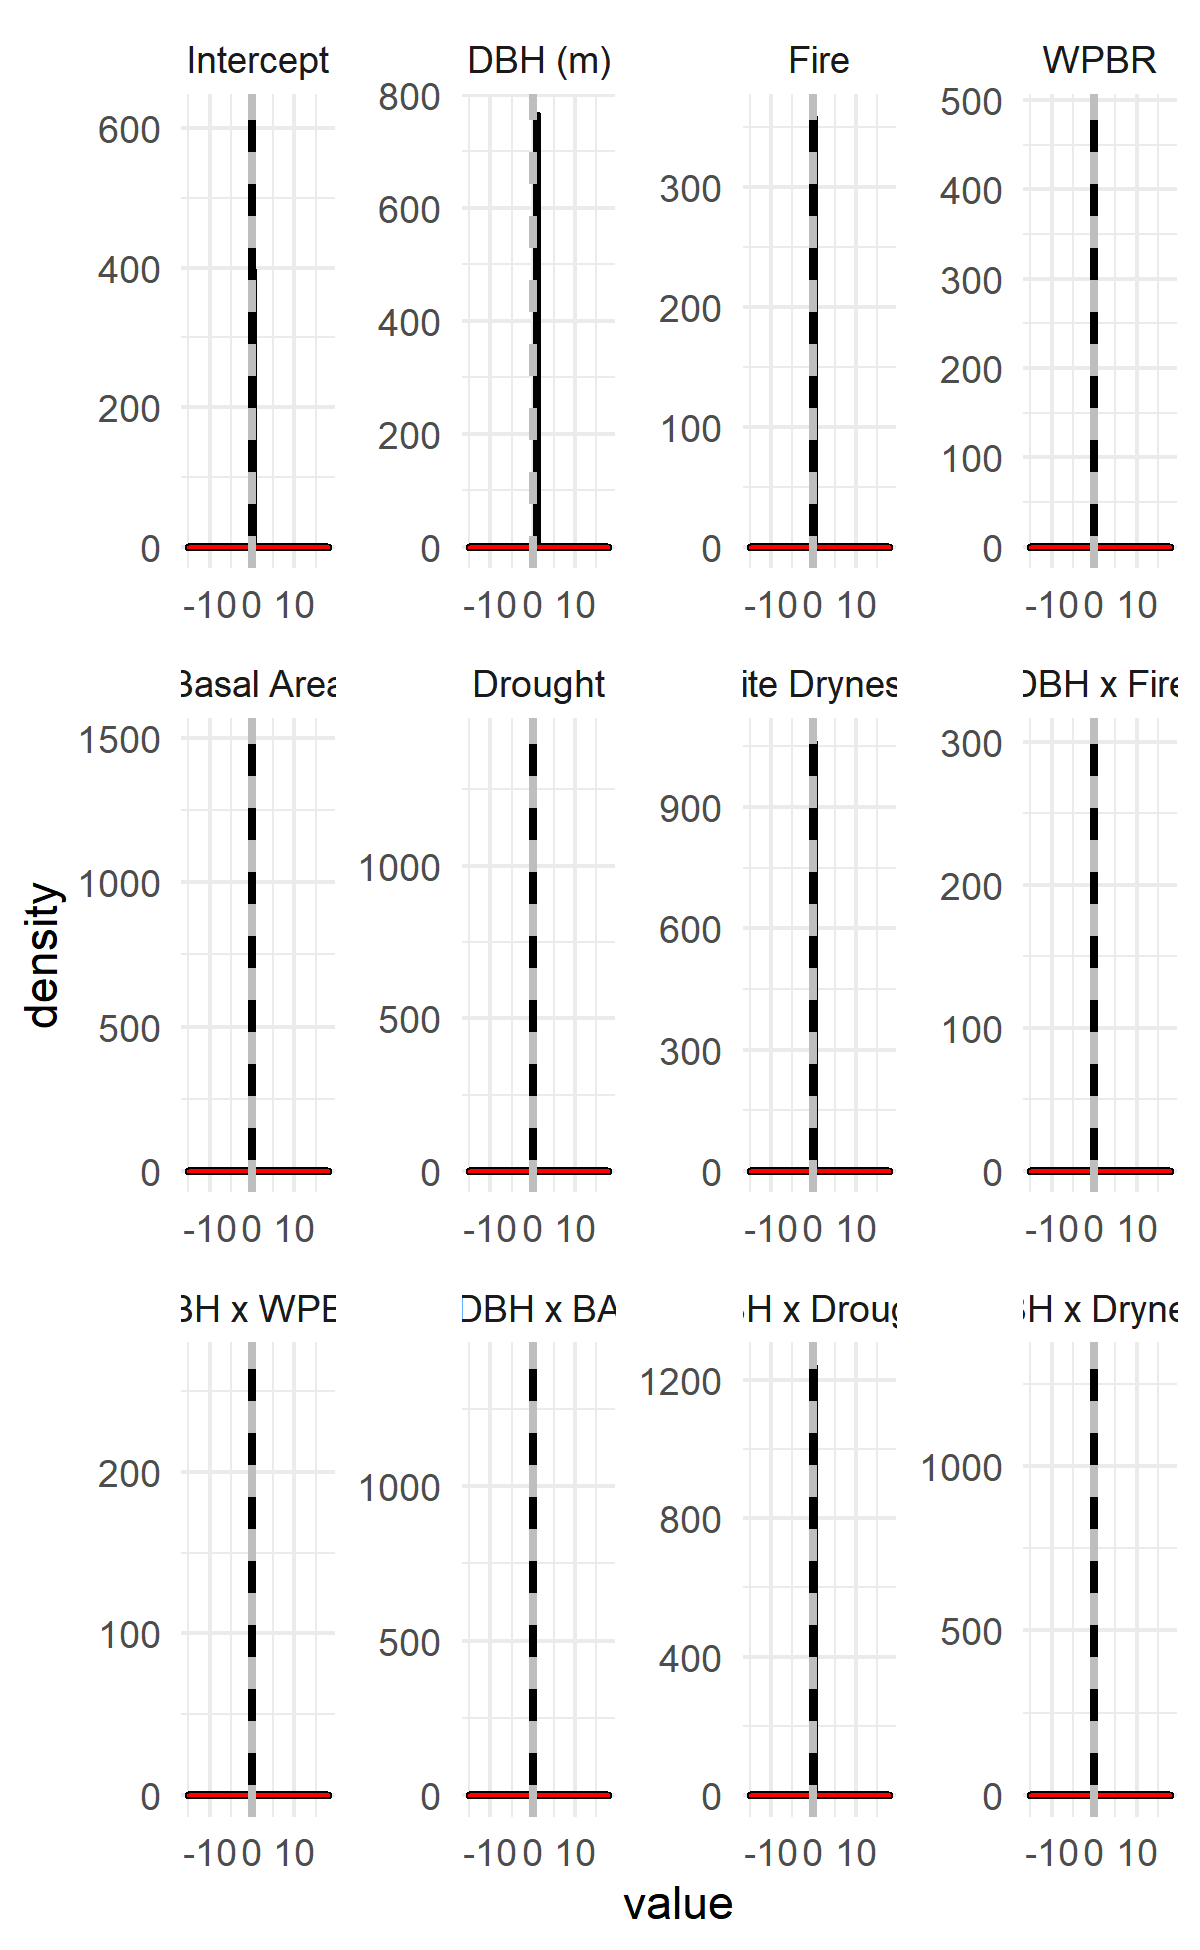 Intercept DBH (m) Fire WPBR
600 400 200 0
800 600 400 200 0
300 200 100 0
500 400 300 200 100 0
-10 0 10 -10 0 10 -10 0 10 -10 0 10
Basal Area Drought ite Drynes DBH x Fire
1500 1000 500 0
1000 500 0
900 600 300 0
300 200 100 0
-10 0 10 -10 0 10 -10 0 10 -10 0 10
BH x WPB DBH x BA BH x Droug BH x Dryne
200 100 0
1000 500 0
1200 800 400 0
1000 500 0
-10 0 10 -10 0 10 -10 0 10 -10 0 10
density
value